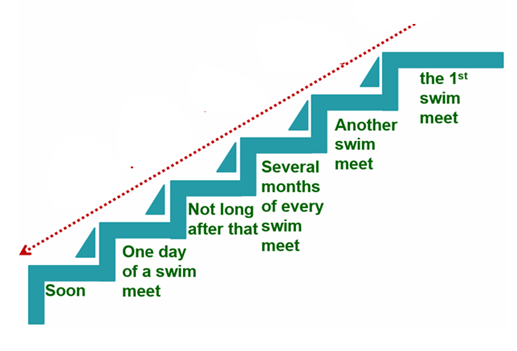 the 1st
swim
meet
Another
swim
meet
Several
months
of every
swim
meet
Not long
after that
One day
of a swim
meet
Soon